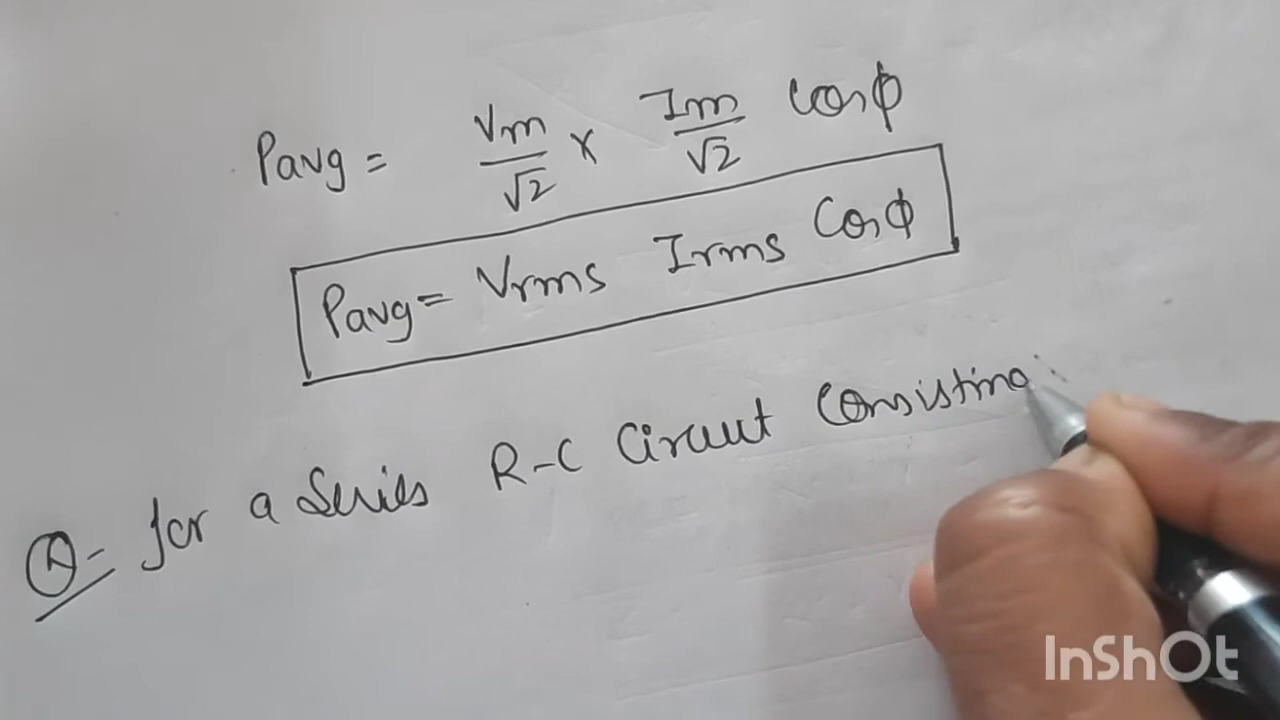 Pavg = Vm/√2 × Im/√2 Cosϕ
Pavg = Vrms Irms Cosϕ
Q- for a Series R-C Circuit Consisting
InShOt